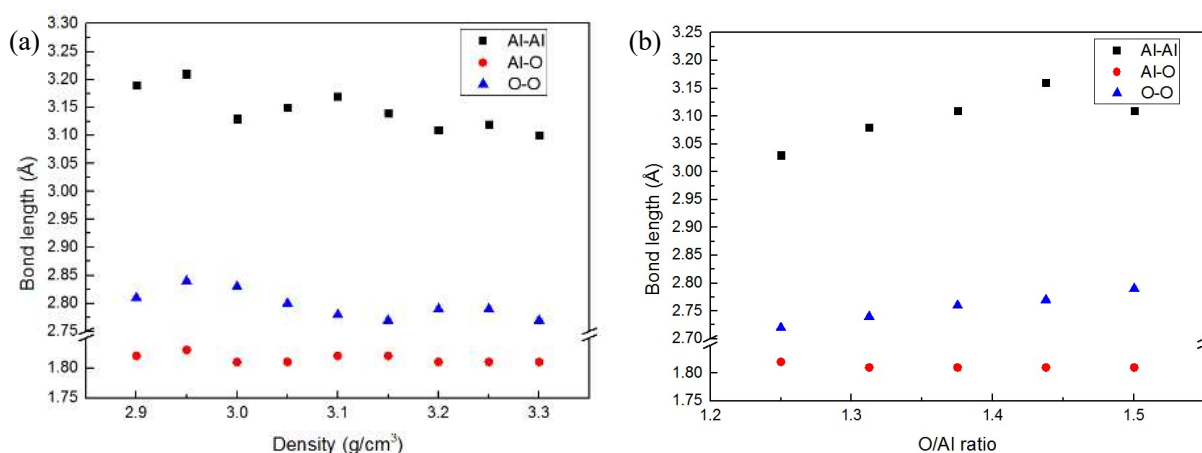 (a)
3.30
3.25
3.20
3.15
3.10
3.05
3.00
2.95
2.90
2.85
2.80
2.75
1.80
1.75
Bond length (Å)
Al-Al
Al-O
O-O
2.9 3.0 3.1 3.2 3.3
Density (g/cm³)
(b)
3.25
3.20
3.15
3.10
3.05
3.00
2.95
2.90
2.85
2.80
2.75
2.70
1.80
1.75
Bond length (Å)
Al-Al
Al-O
O-O
1.2 1.3 1.4 1.5
O/Al ratio